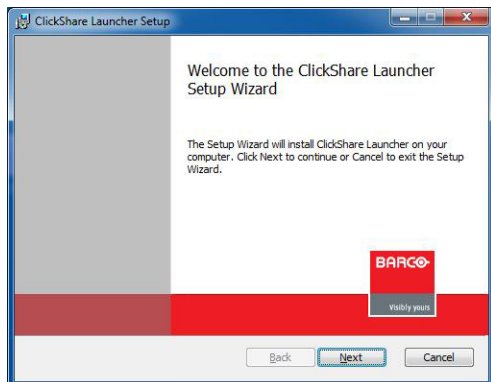 ClickShare Launcher Setup
Welcome to the ClickShare Launcher
Setup Wizard
The Setup Wizard will install ClickShare Launcher on your
computer. Click Next to continue or Cancel to exit the Setup
Wizard.
BARCO
Visibly yours
Back Next Cancel